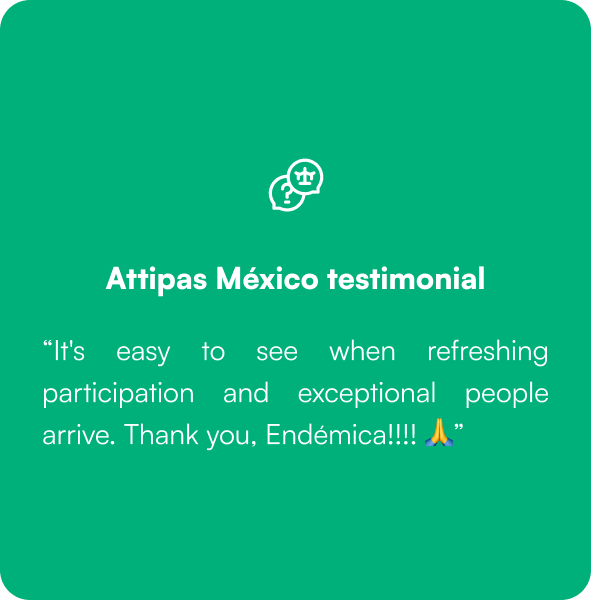 Attipas México testimonial
“It's easy to see when refreshing
participation and exceptional people
arrive. Thank you, Endémica!!!! 🙏”